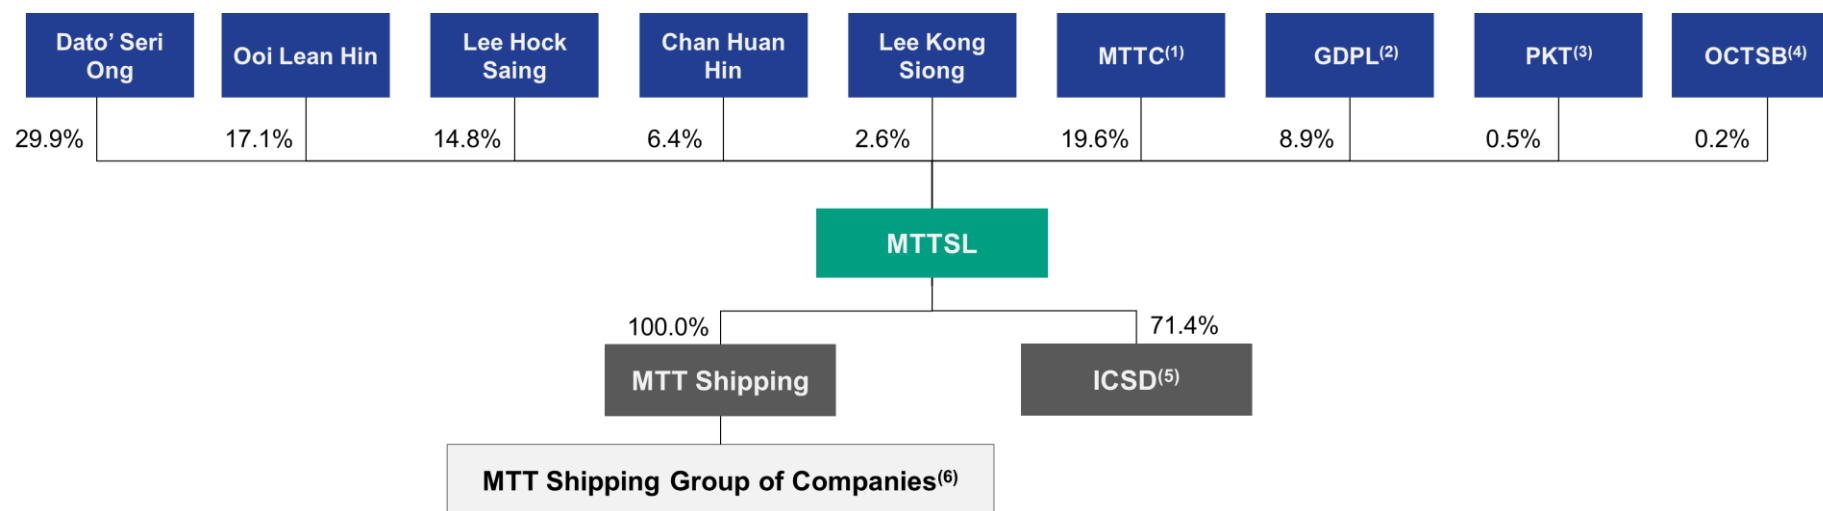 Dato’ Seri
Ong
Ooi Lean Hin
Lee Hock
Saing
Chan Huan
Hin
Lee Kong
Siong
MTTC(1)
GDPL(2)
PKT(3)
OCTSB(4)
29.9%
17.1%
14.8%
6.4%
2.6%
19.6%
8.9%
0.5%
0.2%
MTTSL
100.0%
71.4%
MTT Shipping
ICSD(5)
MTT Shipping Group of Companies(6)